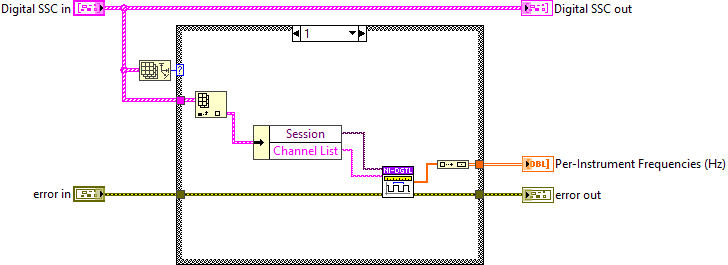 Digital SSC in
Digital SSC out
1
?
Session
Channel List
NI-DGTL
DBL
Per-Instrument Frequencies (Hz)
error in
error out